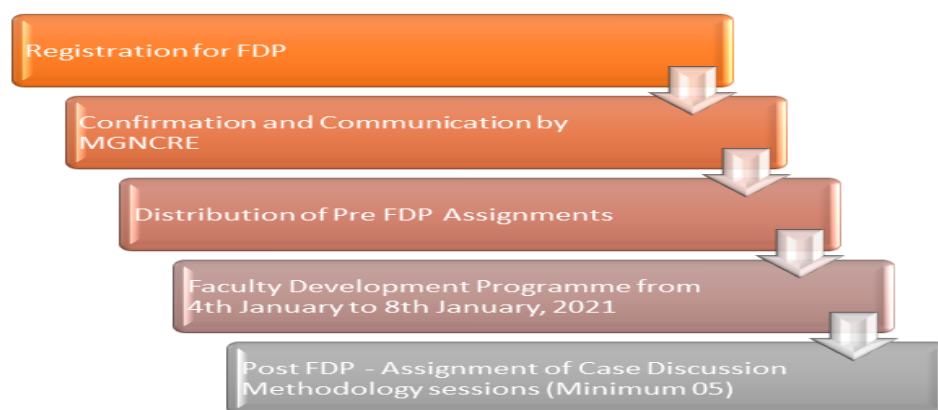 Registration for FDP
Confirmation and Communication by
MGNCRE
Distribution of Pre FDP Assignments
Faculty Development Programme from
4th January to 8th January, 2021
Post FDP - Assignment of Case Discussion
Methodology sessions (Minimum 05)